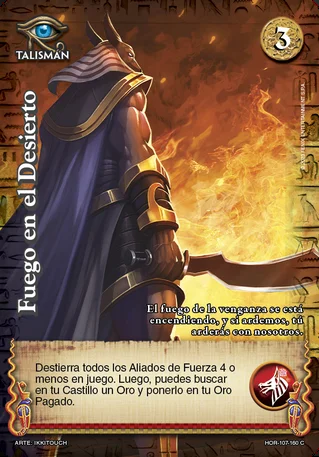 TALISMAN
3
Fuego en el Desierto
El fuego de la venganza se está
encendiendo, y si ardemos, tú
arderás con nosotros.
Destierra todos los Aliados de Fuerza 4 o
menos en juego. Luego, puedes buscar
en tu Castillo un Oro y ponerlo en tu Oro
Pagado.
ARTE: IKKITOUCH
HOR-107-160 C